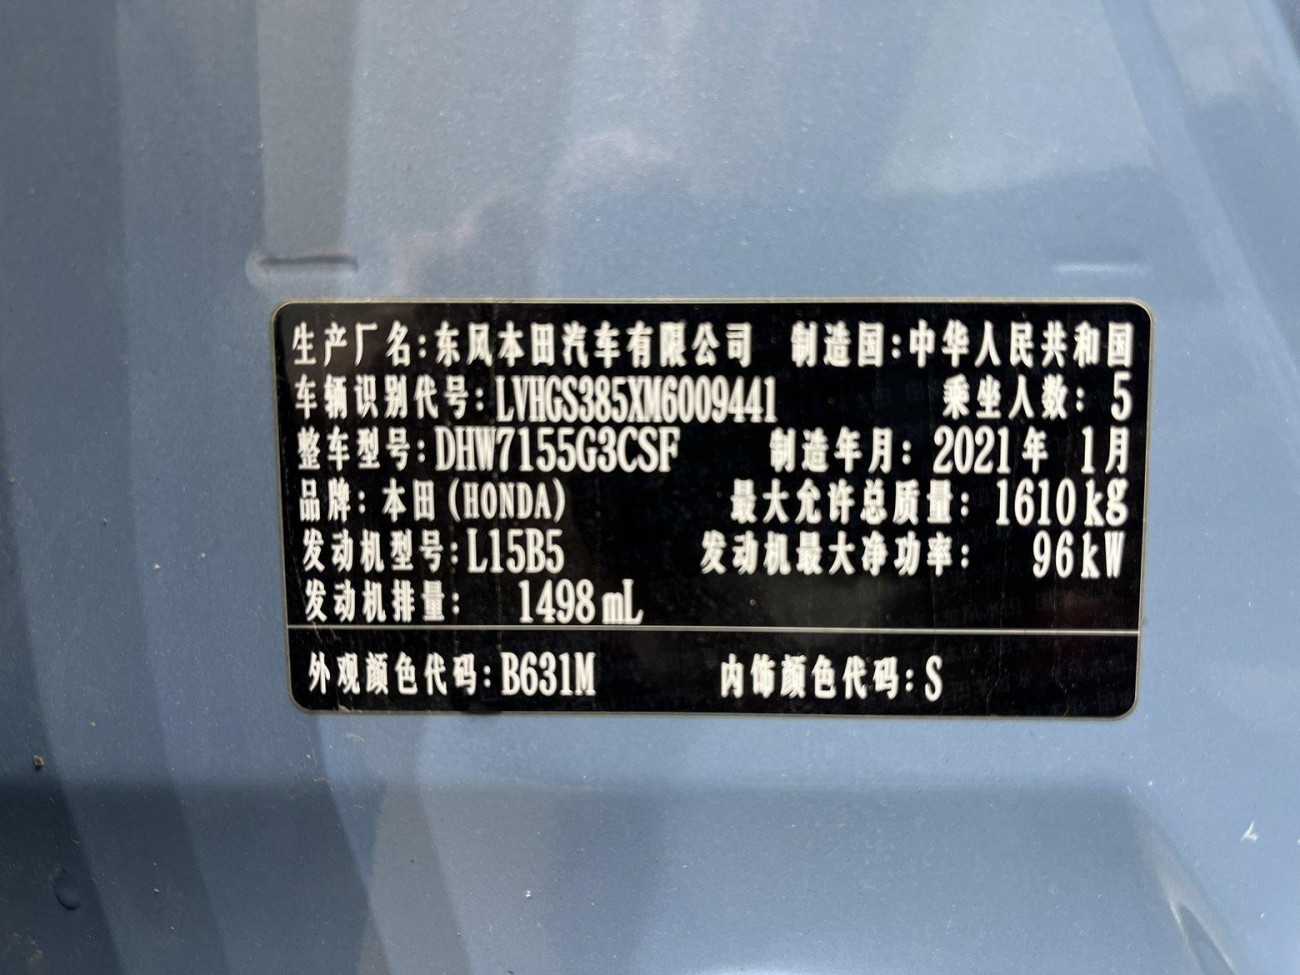 生产厂名:东风本田汽车有限公司 制造国:中华人民共和国
车辆识别代号:LVHGS385XM6009441 乘坐人数:5
整车型号:DHW7155G3CSF 制造年月:2021年 1月
品牌:本田(HONDA) 最大允许总质量:1610kg
发动机型号:L15B5 发动机最大净功率: 96kW
发动机排量: 1498mL
外观颜色代码:B631M 内饰颜色代码:S